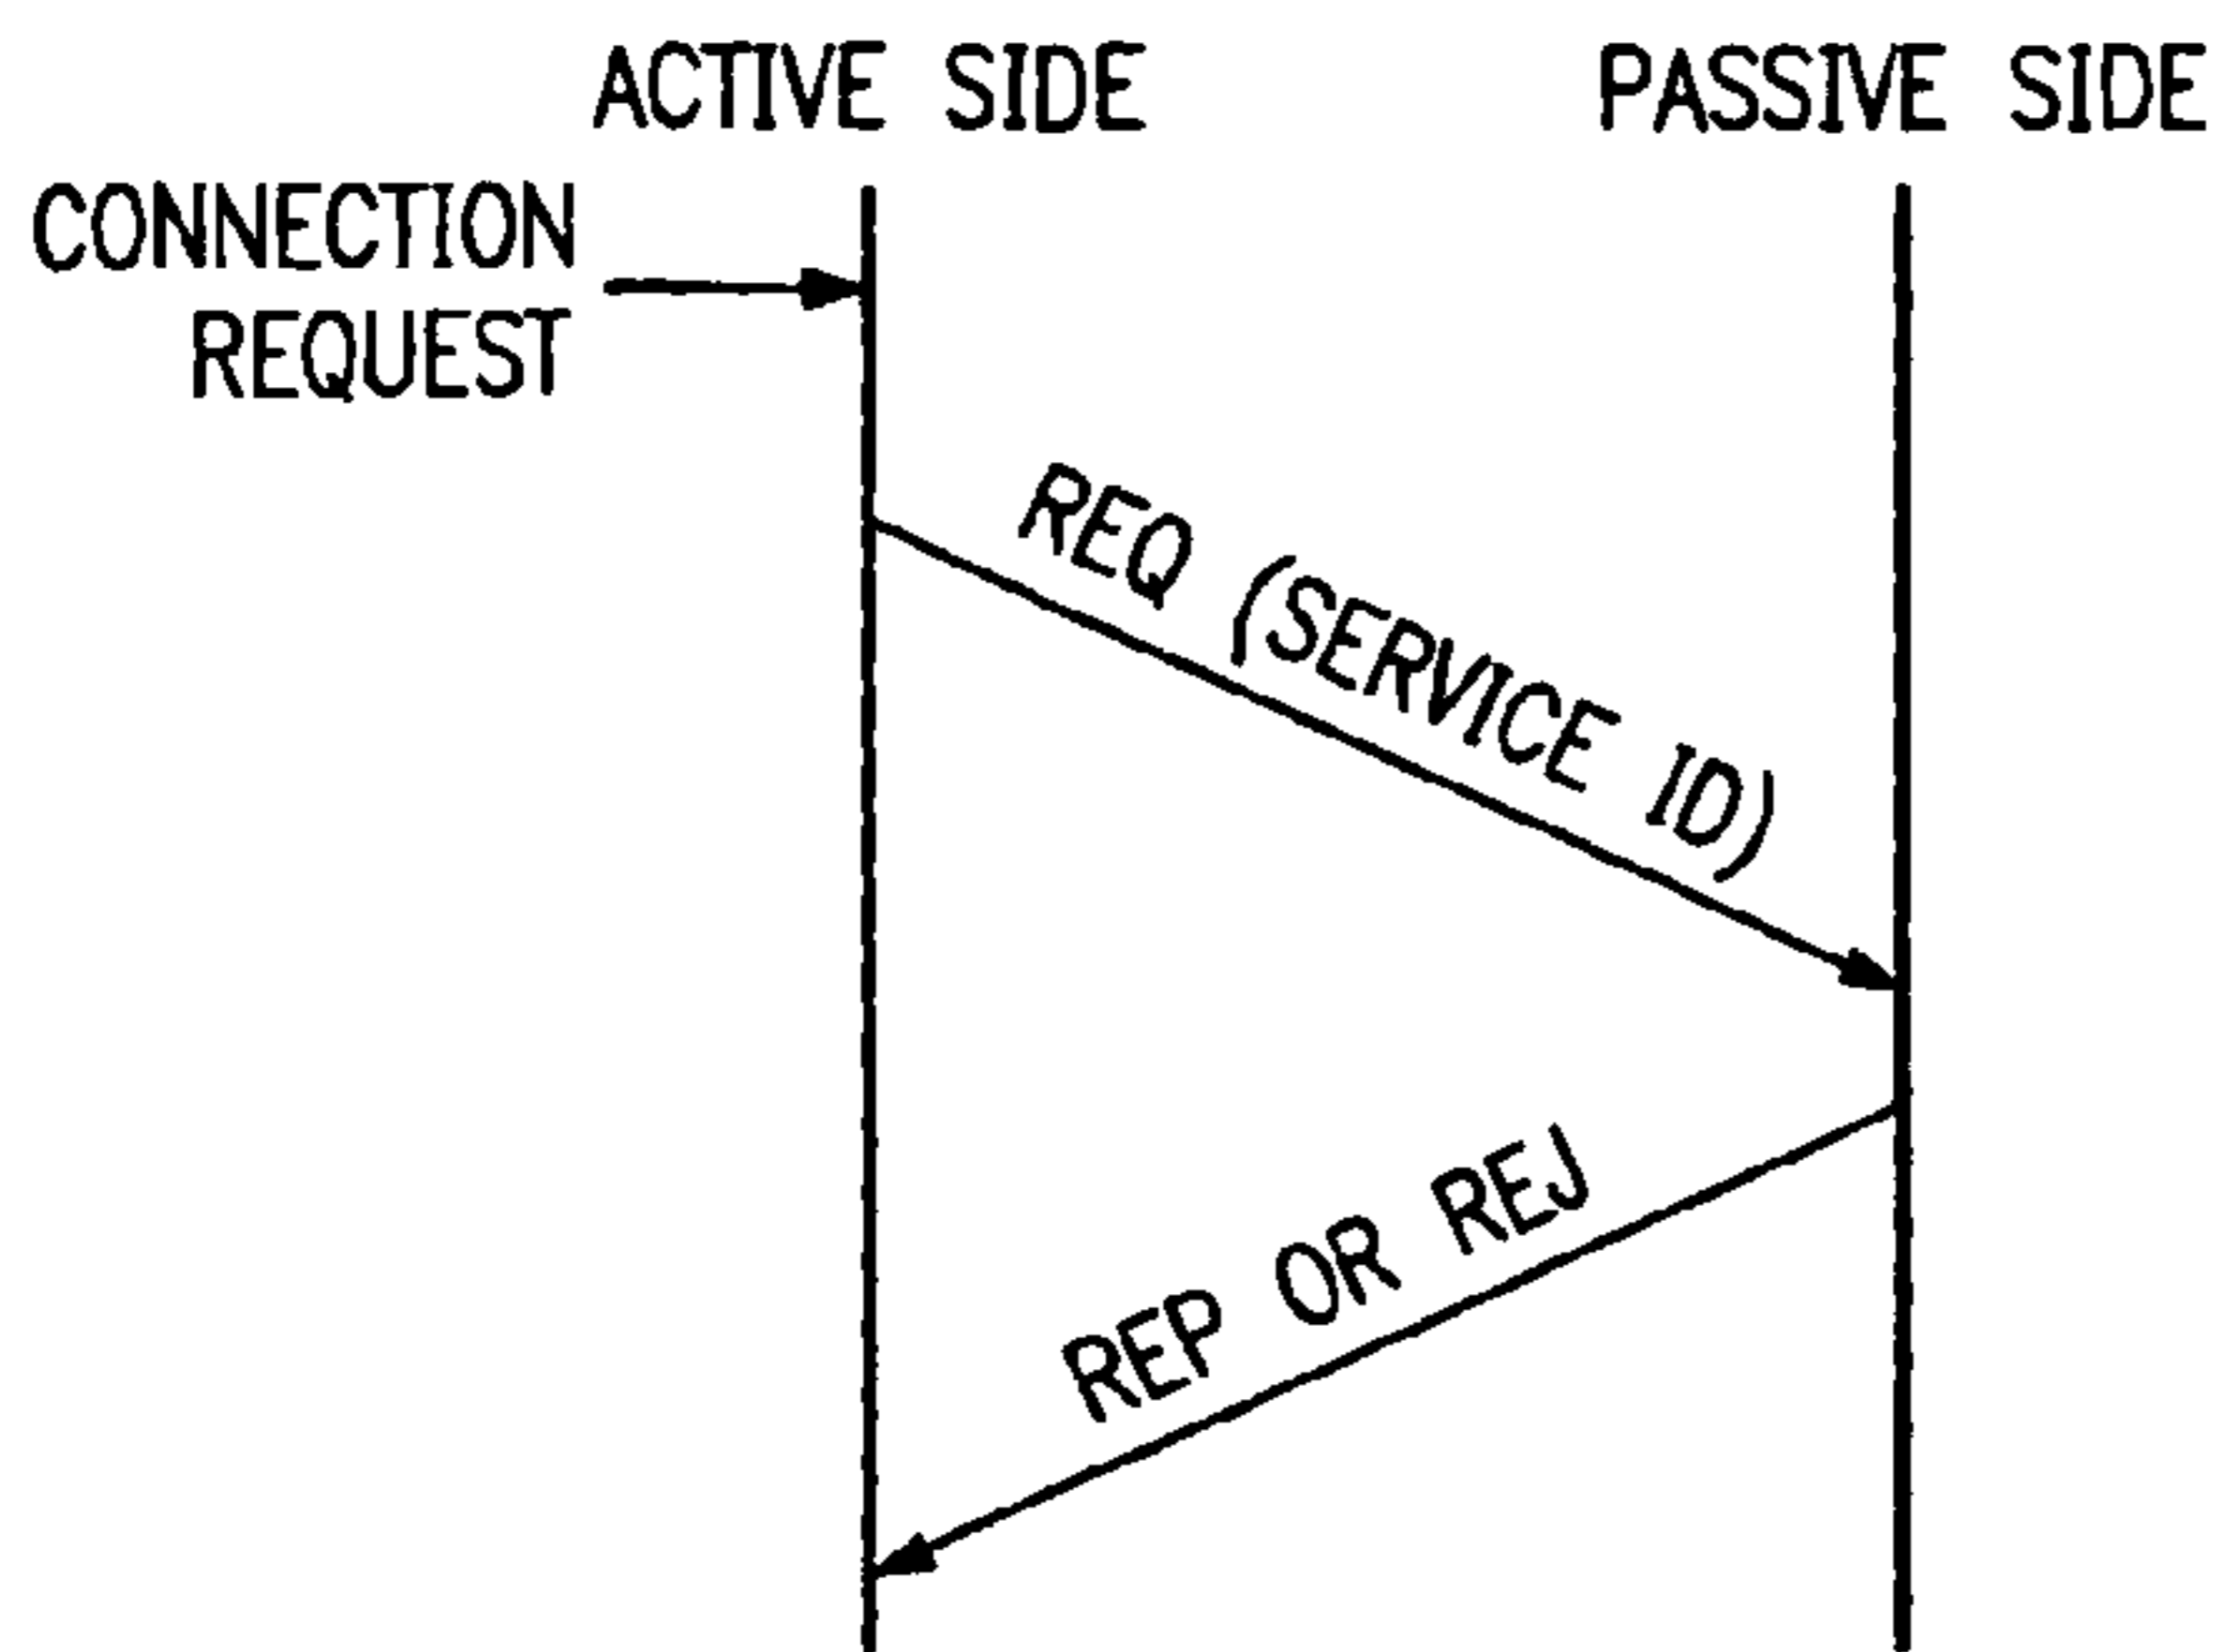 ACTIVE SIDE
PASSIVE SIDE
CONNECTION
REQUEST
REQ (SERVICE ID)
REP OR REJ